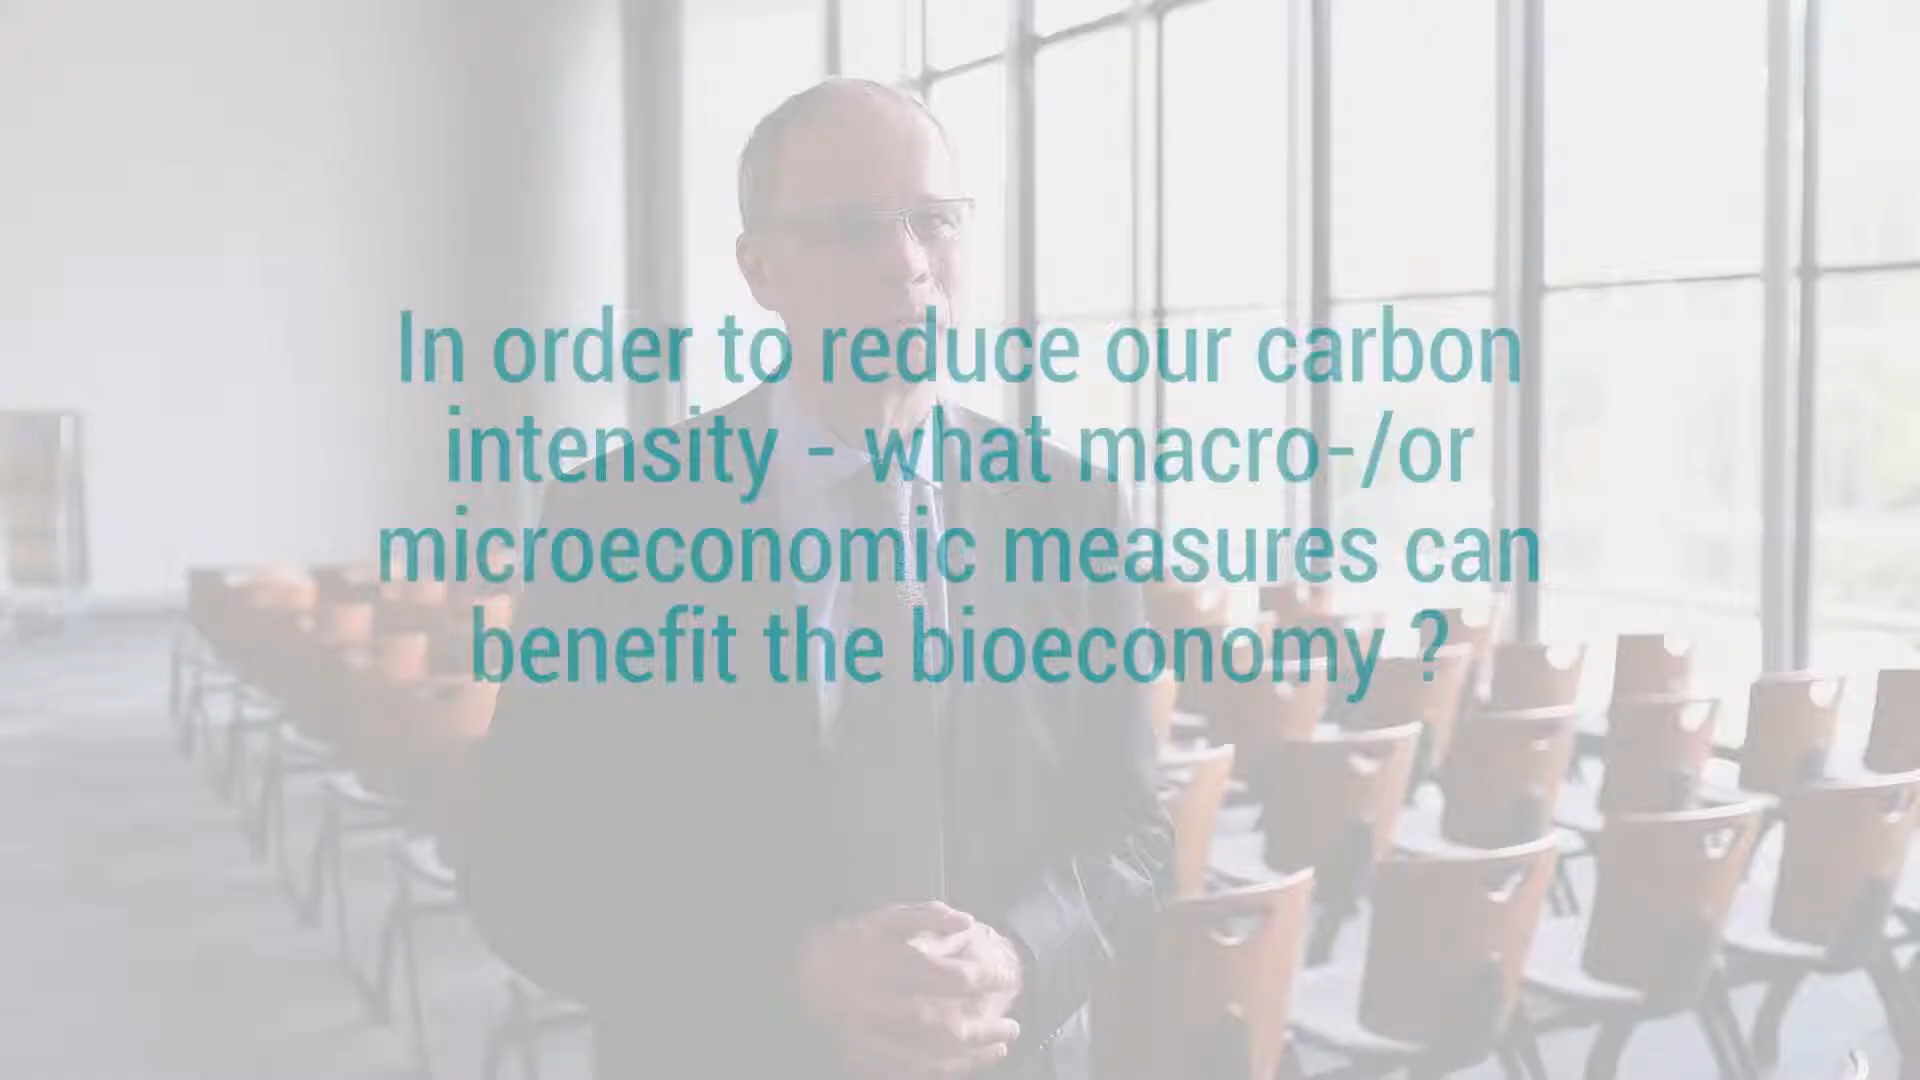 In order to reduce our carbon
intensity - what macro-/or
microeconomic measures can
benefit the bioeconomy ?